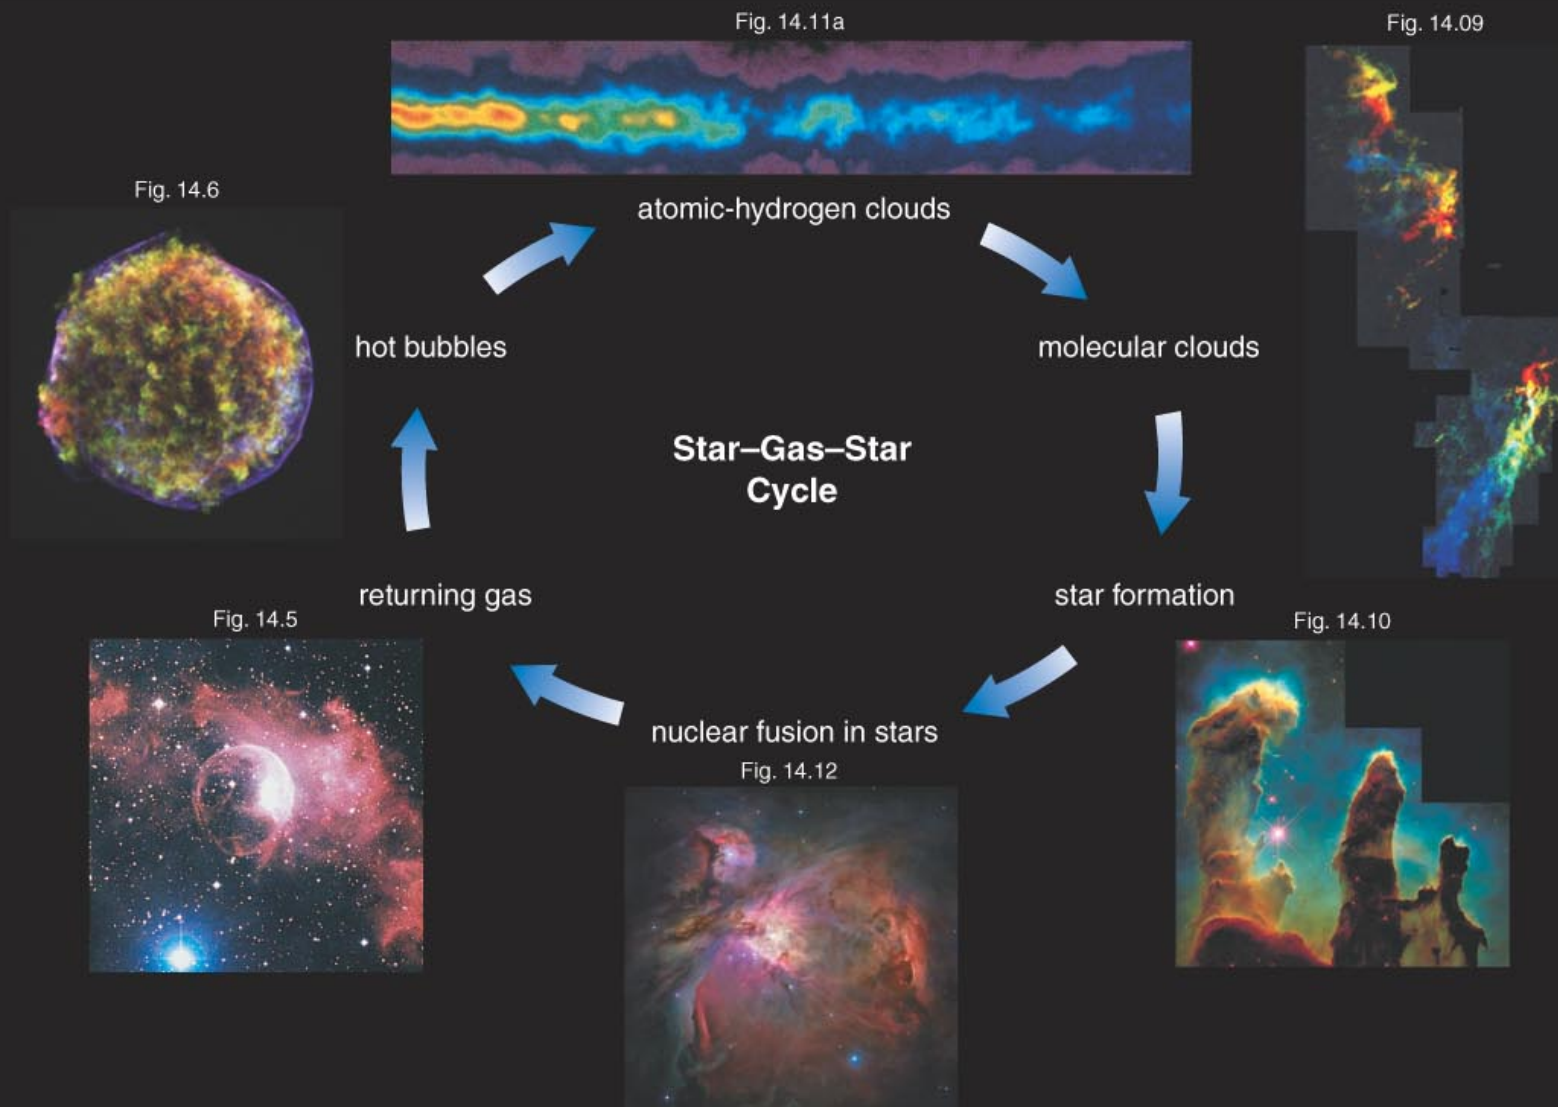 Fig. 14.11a
Fig. 14.09
Fig. 14.6
atomic-hydrogen clouds
hot bubbles
molecular clouds
Star–Gas–Star
Cycle
returning gas
star formation
Fig. 14.5
Fig. 14.10
nuclear fusion in stars
Fig. 14.12